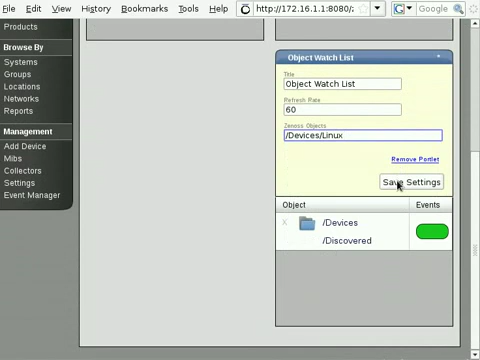 File Edit View History Bookmarks Tools Help http://172.16.1.1:8080/ Google
Products
Browse By
Systems
Groups
Locations
Networks
Reports
Management
Add Device
Mibs
Collectors
Settings
Event Manager
Object Watch List
Title
Object Watch List
Refresh Rate
60
Zenoss Objects
/Devices/Linux
Remove Portlet
Save Settings
Object Events
X /Devices
/Discovered